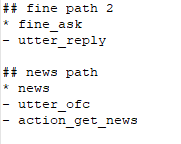 ## fine path 2
* fine_ask
- utter_reply

## news path
* news
- utter_ofc
- action_get_news